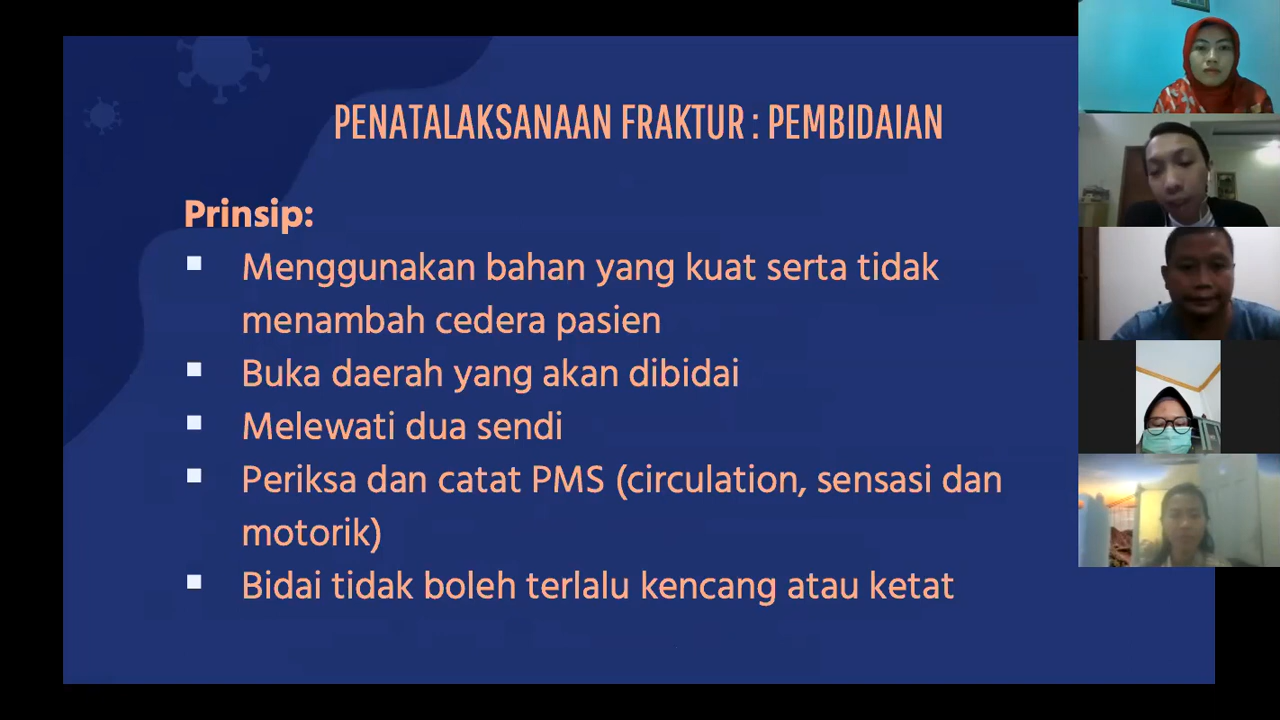 PENATALAKSANAAN FRAKTUR : PEMBIDAIAN
Prinsip:
▪ Menggunakan bahan yang kuat serta tidak
menambah cedera pasien
▪ Buka daerah yang akan dibidai
▪ Melewati dua sendi
▪ Periksa dan catat PMS (circulation, sensasi dan
motorik)
▪ Bidai tidak boleh terlalu kencang atau ketat